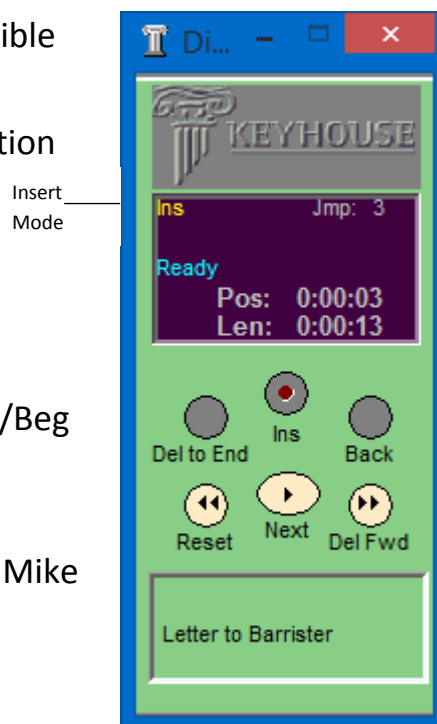 ible
Di...
tion
KEYHOUSE
Insert
Mode
Ins Jmp: 3
Ready
Pos: 0:00:03
Len: 0:00:13
/Beg
Del to End Ins Back
Mike
Reset Next Del Fwd
Letter to Barrister